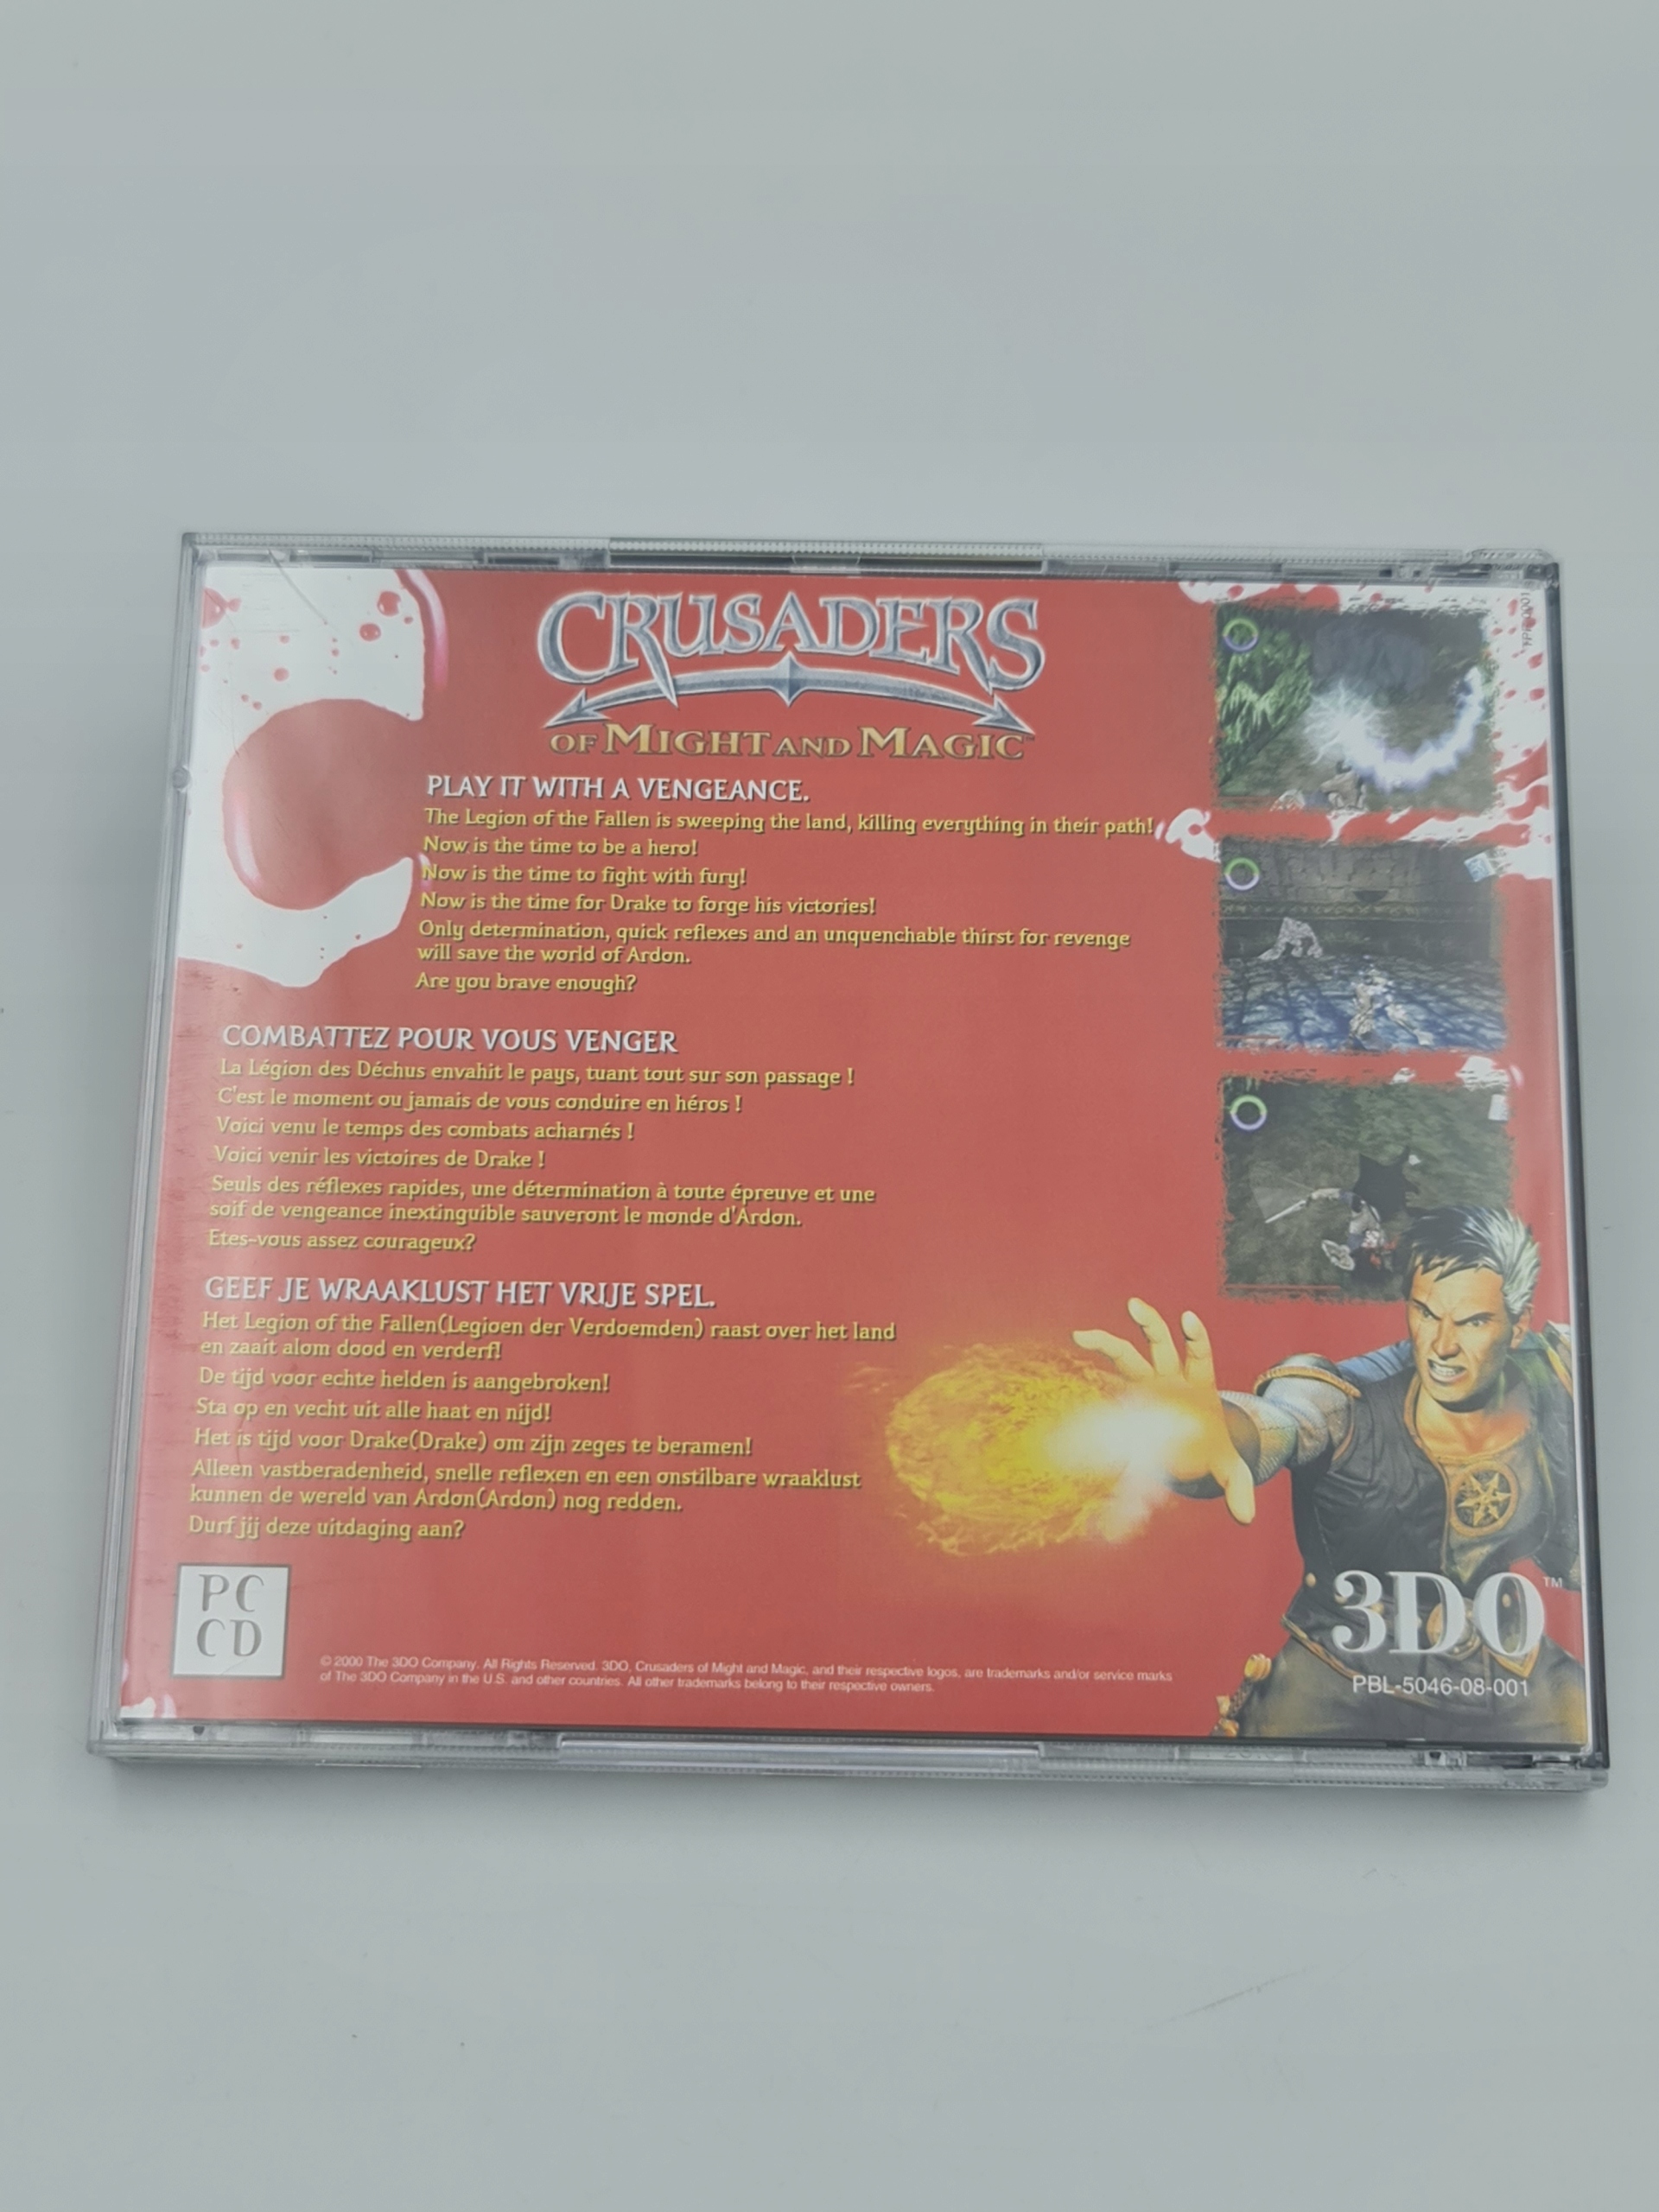 CRUSADERS
OF MIGHT AND MAGIC™
PLAY IT WITH A VENGEANCE.
The Legion of the Fallen is sweeping the land, killing everything in their path!
Now is the time to be a hero!
Now is the time to fight with fury!
Now is the time for Drake to forge his victories!
Only determination, quick reflexes and an unquenchable thirst for revenge
will save the world of Ardon.
Are you brave enough?
COMBATTEZ POUR VOUS VENGER
La Légion des Déchus envahit le pays, tuant tout sur son passage !
C'est le moment ou jamais de vous conduire en héros !
Voici venu le temps des combats acharnés !
Voici venir les victoires de Drake !
Seuls des réflexes rapides, une détermination à toute épreuve et une
soif de vengeance inextinguible sauveront le monde d'Ardon.
Etes-vous assez courageux?
GEEF JE WRAAKLUST HET VRIJE SPEL.
Het Legion of the Fallen(Legioen der Verdoemden) raast over het land
en zaait alom dood en verderf!
De tijd voor echte helden is aangebroken!
Sta op en vecht uit alle haat en nijd!
Het is tijd voor Drake(Drake) om zijn zeges te beramen!
Alleen vastberadenheid, snelle reflexen en een onstilbare wraaklust
kunnen de wereld van Ardon(Ardon) nog redden.
Durf jij deze uitdaging aan?
PC
CD
© 2000 The 3DO Company. All Rights Reserved. 3DO, Crusaders of Might and Magic, and their respective logos, are trademarks and/or service marks
of The 3DO Company in the U.S. and other countries. All other trademarks belong to their respective owners.
3DO™
PBL-5046-08-001